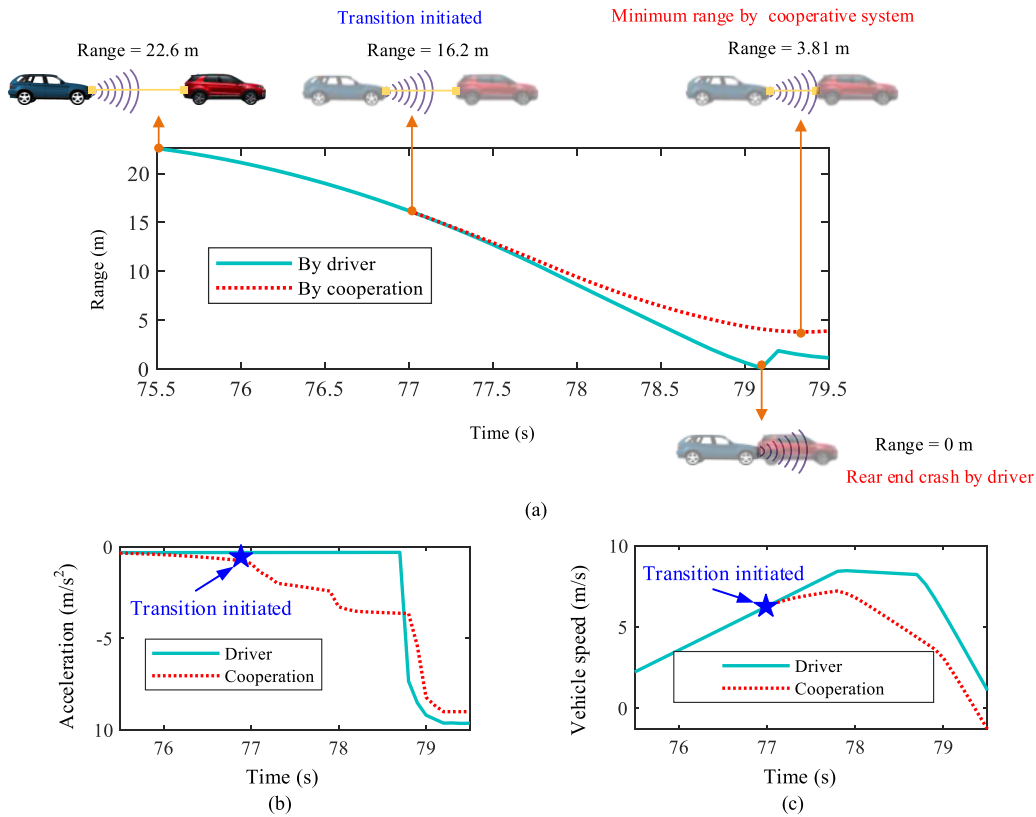 Transition initiated
Minimum range by cooperative system
Range = 22.6 m
Range = 16.2 m
Range = 3.81 m
20
15
10
5
0
Range (m)
By driver
By cooperation
75.5 76 76.5 77 77.5 78 78.5 79 79.5
Time (s)
Range = 0 m
Rear end crash by driver
(a)
0
-5
10
Acceleration (m/s²)
Transition initiated
Driver
Cooperation
76 77 78 79
Time (s)
(b)
10
5
0
Vehicle speed (m/s)
Transition initiated
Driver
Cooperation
76 77 78 79
Time (s)
(c)